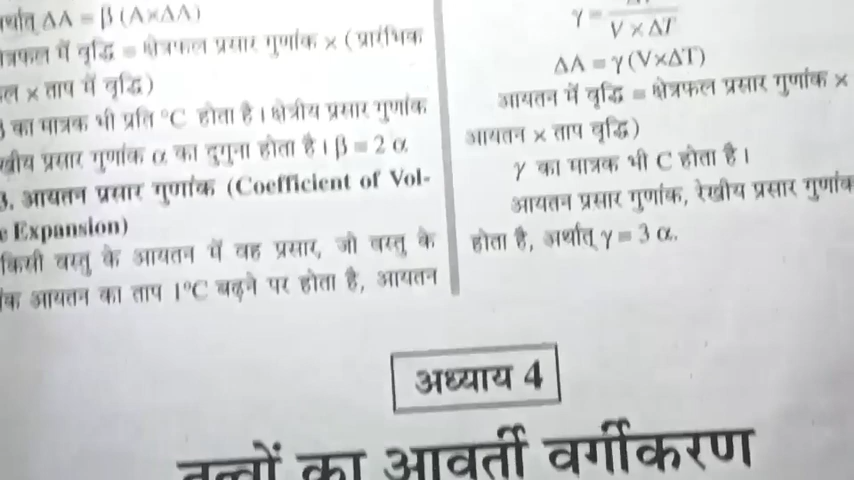 अर्थात् ΔA = β (A×ΔA)
क्षेत्रफल में वृद्धि = क्षेत्रफल प्रसार गुणांक × ( प्रारंभिक
× ताप में वृद्धि )
का मात्रक भी प्रति °C होता है। क्षेत्रीय प्रसार गुणांक
प्रसार गुणांक α का दुगुना होता है। β = 2 α
3. आयतन प्रसार गुणांक (Coefficient of Vol-
e Expansion)
किसी वस्तु के आयतन में वह प्रसार, जो वस्तु के
आयतन का ताप 1°C बढ़ने पर होता है, आयतन
γ =
V × ΔT
ΔA = γ (V×ΔT)
आयतन में वृद्धि = क्षेत्रफल प्रसार गुणांक ×
आयतन × ताप वृद्धि )
γ का मात्रक भी C होता है।
आयतन प्रसार गुणांक, रेखीय प्रसार गुणांक
होता है, अर्थात् γ = 3 α.
अध्याय 4
तत्वों का आवर्ती वर्गीकरण